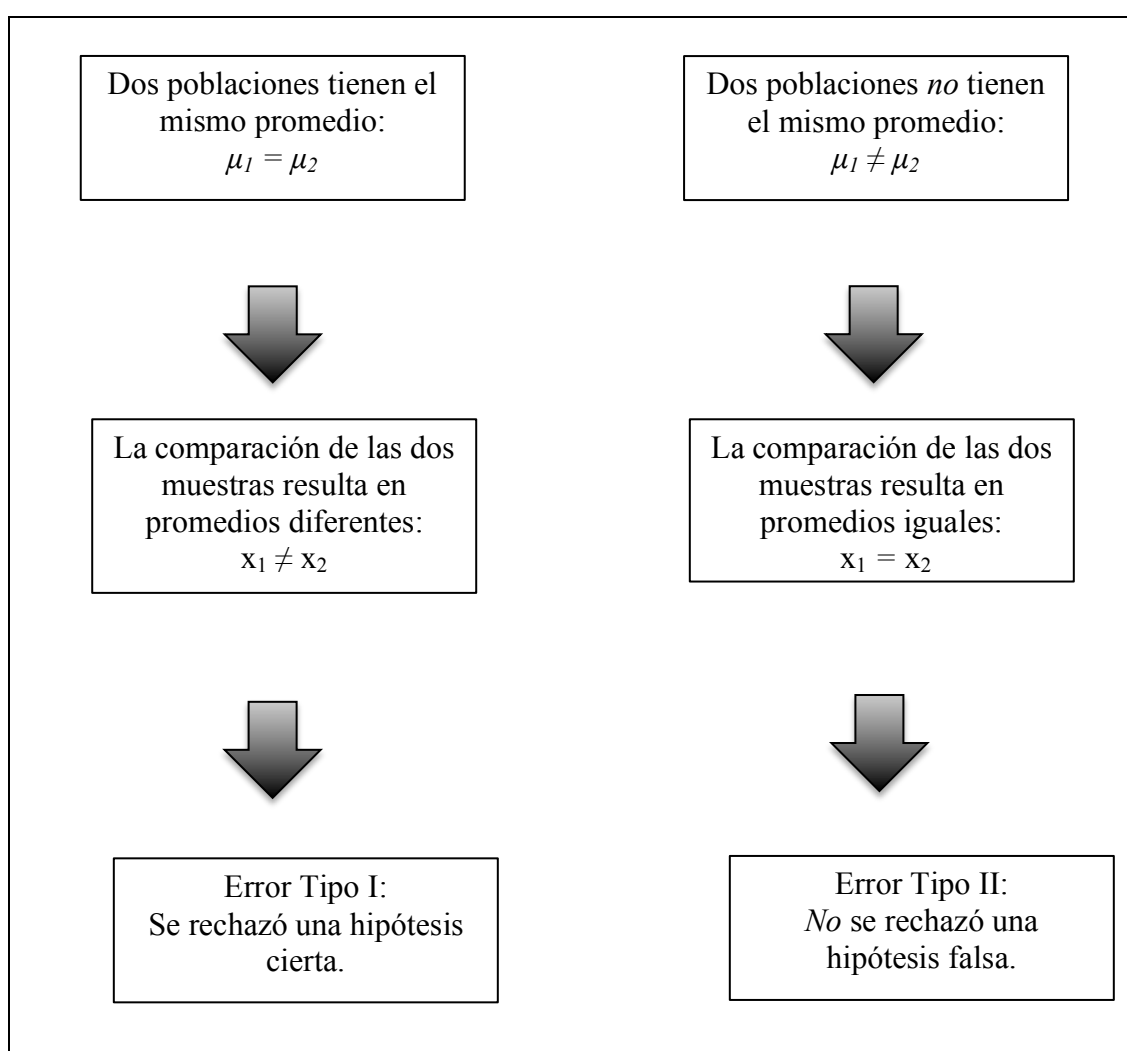 Dos poblaciones tienen el
mismo promedio:
μ₁ = μ₂
Dos poblaciones no tienen
el mismo promedio:
μ₁ ≠ μ₂
La comparación de las dos
muestras resulta en
promedios diferentes:
x₁ ≠ x₂
La comparación de las dos
muestras resulta en
promedios iguales:
x₁ = x₂
Error Tipo I:
Se rechazó una hipótesis
cierta.
Error Tipo II:
No se rechazó una
hipótesis falsa.